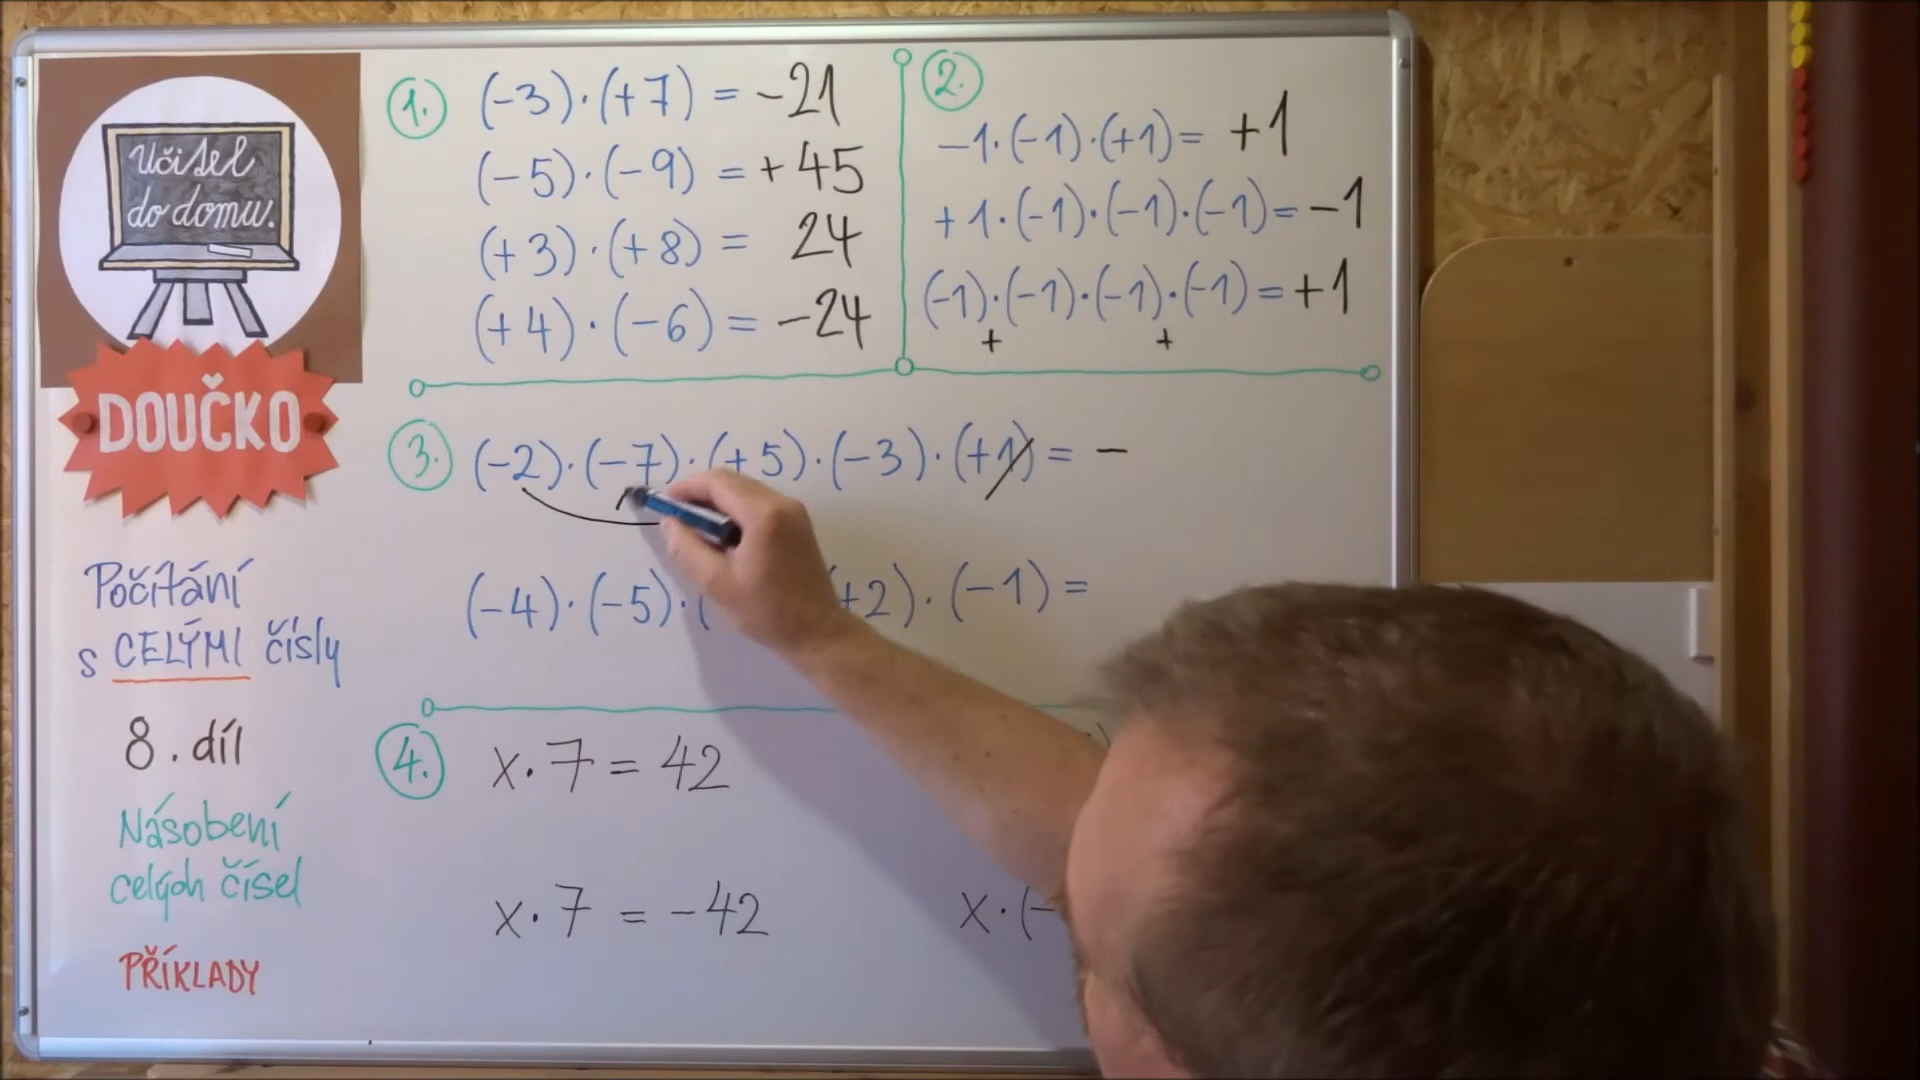 Učitel
do domu.
DOUČKO
Počítání
s CELÝMI čísly
8. díl
Násobení
celých čísel
PŘÍKLADY
1.
(-3)·(+7) = -21
(-5)·(-9) = +45
(+3)·(+8) = 24
(+4)·(-6) = -24
2.
-1·(-1)·(+1)= +1
+1·(-1)·(-1)·(-1)= -1
(-1)·(-1)·(-1)·(-1)= +1
+ +
3. (-2)·(-7)·(+5)·(-3)·(+1) = -
(-4)·(-5)·( +2)·(-1) =
4. x·7 = 42
x·7 = -42
x·(-